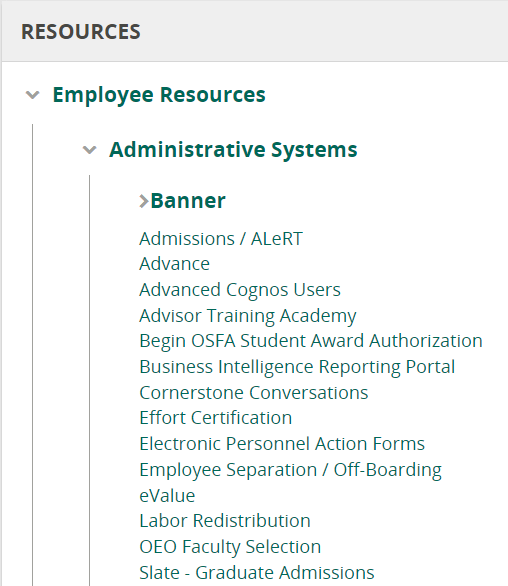 RESOURCES
Employee Resources
Administrative Systems
Banner
Admissions / ALeRT
Advance
Advanced Cognos Users
Advisor Training Academy
Begin OSFA Student Award Authorization
Business Intelligence Reporting Portal
Cornerstone Conversations
Effort Certification
Electronic Personnel Action Forms
Employee Separation / Off-Boarding
eValue
Labor Redistribution
OEO Faculty Selection
Slate - Graduate Admissions